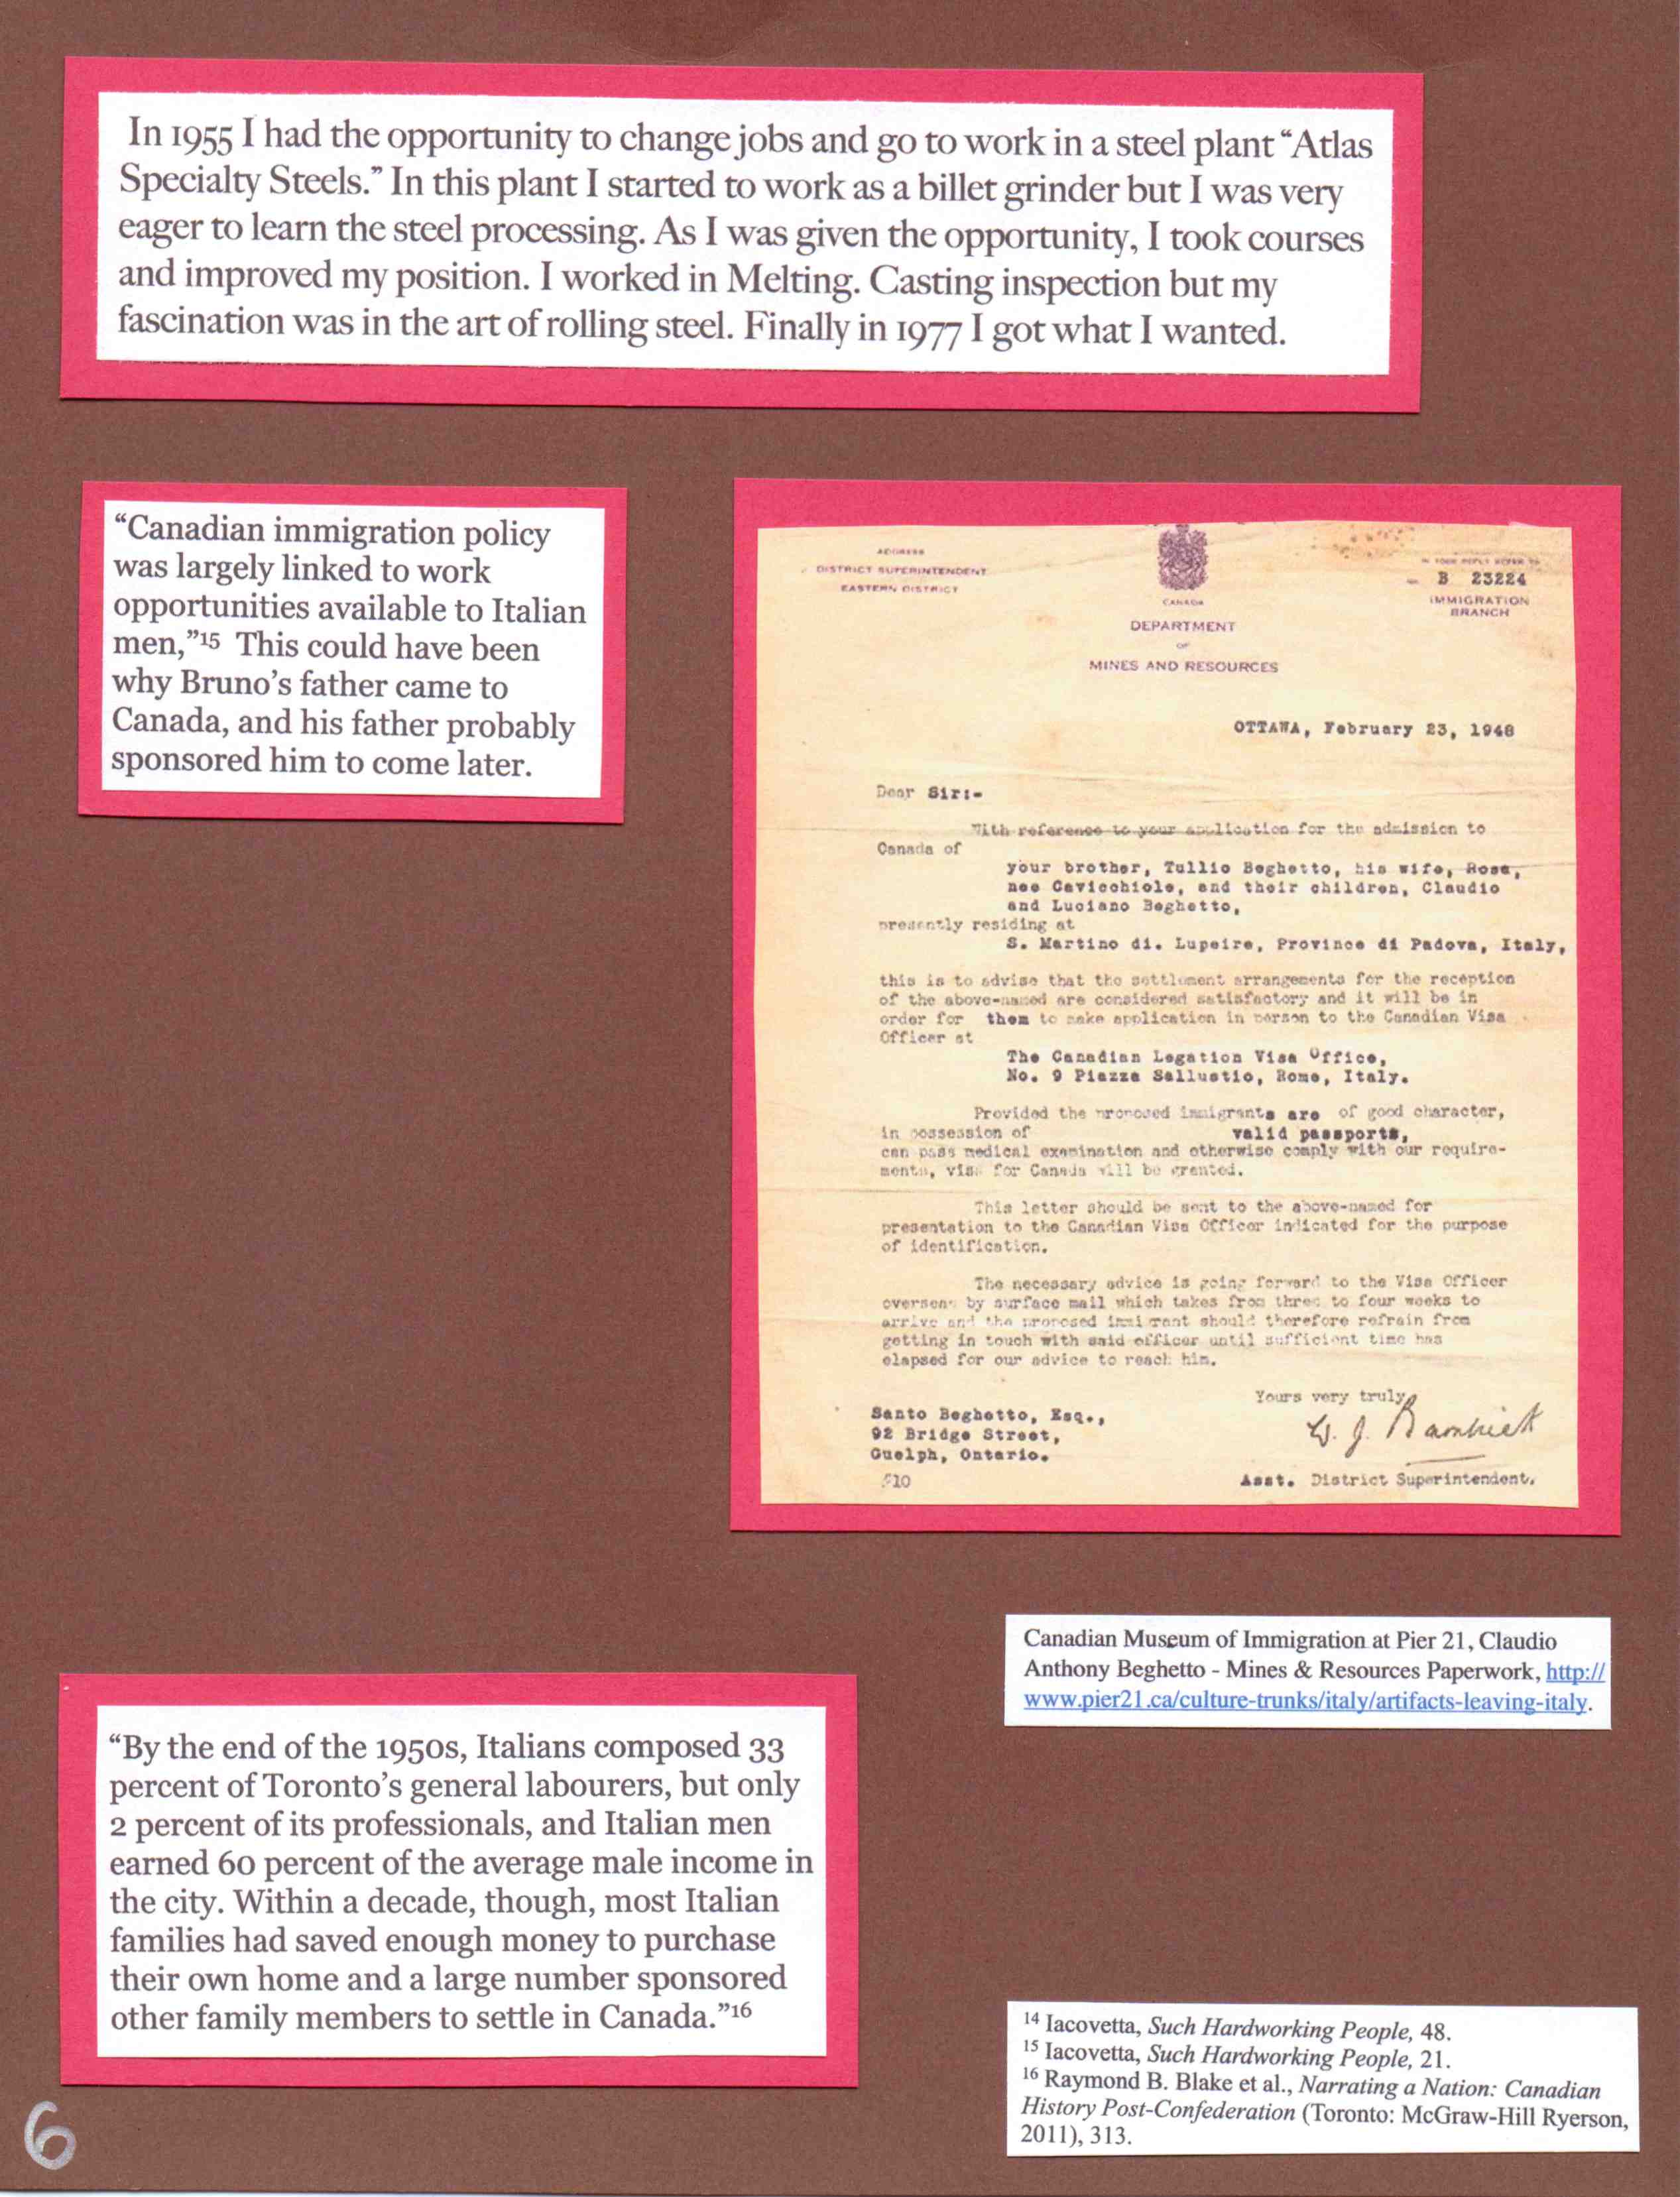 In 1955 I had the opportunity to change jobs and go to work in a steel plant “Atlas
Specialty Steels.” In this plant I started to work as a billet grinder but I was very
eager to learn the steel processing. As I was given the opportunity, I took courses
and improved my position. I worked in Melting. Casting inspection but my
fascination was in the art of rolling steel. Finally in 1977 I got what I wanted.
“Canadian immigration policy
was largely linked to work
opportunities available to Italian
men,”15 This could have been
why Bruno’s father came to
Canada, and his father probably
sponsored him to come later.
ADDRESS
DISTRICT SUPERINTENDENT
EASTERN DISTRICT
CANADA
DEPARTMENT
OF
MINES AND RESOURCES
IN YOUR REPLY REFER TO
B 23224
IMMIGRATION
BRANCH
OTTAWA, February 23, 1948
Dear Sir:-
With reference to your application for the admission to
Canada of
your brother, Tullio Beghetto, his wife, Rose,
nee Cavicchiole, and their children, Claudio
and Luciano Beghetto,
presently residing at
S. Martino di. Lupeire, Province di Padova, Italy,
this is to advise that the settlement arrangements for the reception
of the above-named are considered satisfactory and it will be in
order for them to make application in person to the Canadian Visa
Officer at
The Canadian Legation Visa Office,
No. 9 Piazza Sallustio, Rome, Italy.
Provided the proposed immigrants are of good character,
in possession of valid passports,
can pass medical examination and otherwise comply with our require-
ments, visa for Canada will be granted.
This letter should be sent to the above-named for
presentation to the Canadian Visa Officer indicated for the purpose
of identification.
The necessary advice is going forward to the Visa Officer
overseas by surface mail which takes from three to four weeks to
arrive and the proposed immigrant should therefore refrain from
getting in touch with said officer until sufficient time has
elapsed for our advice to reach him.
Yours very truly,
Santo Beghetto, Esq.,
92 Bridge Street,
Guelph, Ontario.
W. J.
Asst. District Superintendent.
Canadian Museum of Immigration at Pier 21, Claudio
Anthony Beghetto - Mines & Resources Paperwork, http://
www.pier21.ca/culture-trunks/italy/artifacts-leaving-italy.
“By the end of the 1950s, Italians composed 33
percent of Toronto’s general labourers, but only
2 percent of its professionals, and Italian men
earned 60 percent of the average male income in
the city. Within a decade, though, most Italian
families had saved enough money to purchase
their own home and a large number sponsored
other family members to settle in Canada.”16
14 Iacovetta, Such Hardworking People, 48.
15 Iacovetta, Such Hardworking People, 21.
16 Raymond B. Blake et al., Narrating a Nation: Canadian
History Post-Confederation (Toronto: McGraw-Hill Ryerson,
2011), 313.
6